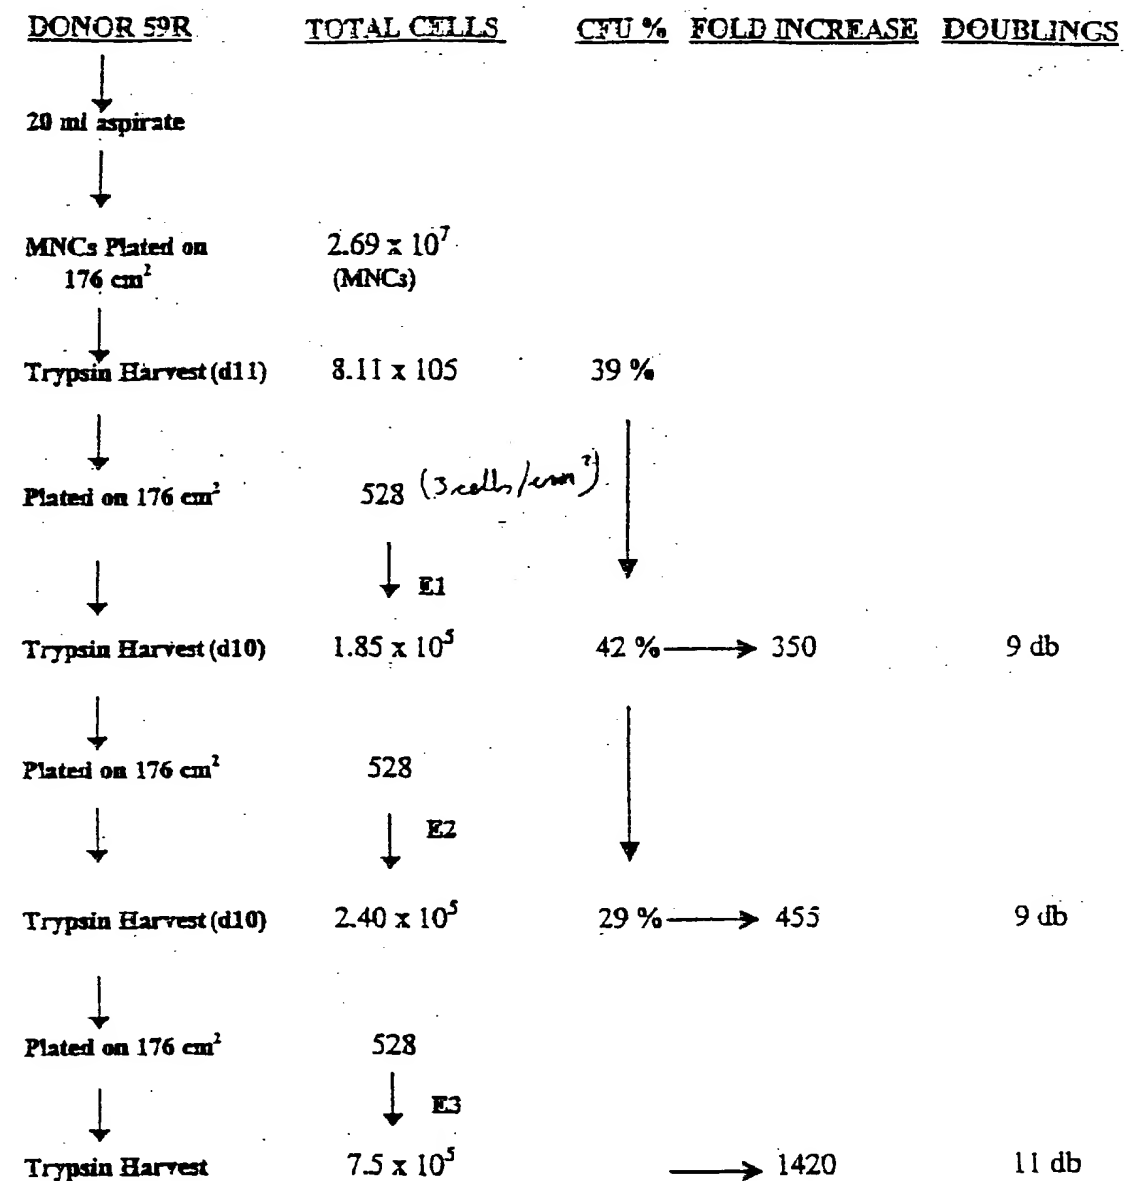 DONOR 59R TOTAL CELLS CFU % FOLD INCREASE DOUBLINGS
20 ml aspirate
MNCs Plated on 2.69 x 10⁷
176 cm² (MNCs)
Trypsin Harvest (d11) 8.11 x 105 39 %
Plated on 176 cm² 528 (3 cells/cm²)
E1
Trypsin Harvest (d10) 1.85 x 10⁵ 42 % 350 9 db
Plated on 176 cm² 528
E2
Trypsin Harvest (d10) 2.40 x 10⁵ 29 % 455 9 db
Plated on 176 cm² 528
E3
Trypsin Harvest 7.5 x 10⁵ 1420 11 db